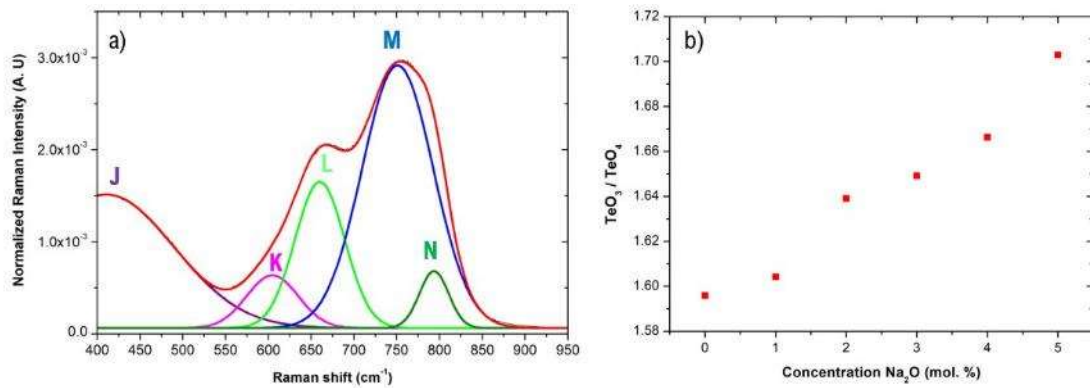 a)
Normalized Raman Intensity (A. U)
3.0x10⁻³
2.0x10⁻³
1.0x10⁻³
0.0
J
K
L
M
N
400 450 500 550 600 650 700 750 800 850 900 950
Raman shift (cm⁻¹)
b)
TeO₃ / TeO₄
1.72
1.70
1.68
1.66
1.64
1.62
1.60
1.58
0 1 2 3 4 5
Concentration Na₂O (mol. %)